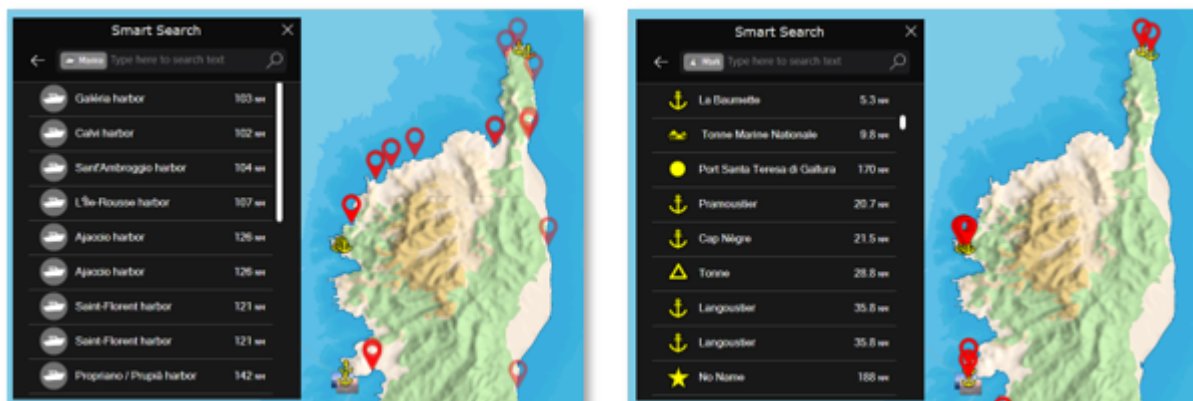 Smart Search
Marina Type here to search text
Galéria harbor 103 NM
Calvi harbor 102 NM
Sant'Ambroggio harbor 104 NM
L'Île-Rousse harbor 107 NM
Ajaccio harbor 126 NM
Ajaccio harbor 126 NM
Saint-Florent harbor 121 NM
Saint-Florent harbor 121 NM
Propriano / Prupià harbor 142 NM
Smart Search
Mark Type here to search text
La Baumette 5.3 NM
Tonne Marine Nationale 9.8 NM
Port Santa Teresa di Gallura 170 NM
Pramoustier 20.7 NM
Cap Nègre 21.5 NM
Tonne 28.8 NM
Langoustier 35.8 NM
Langoustier 35.8 NM
No Name 188 NM